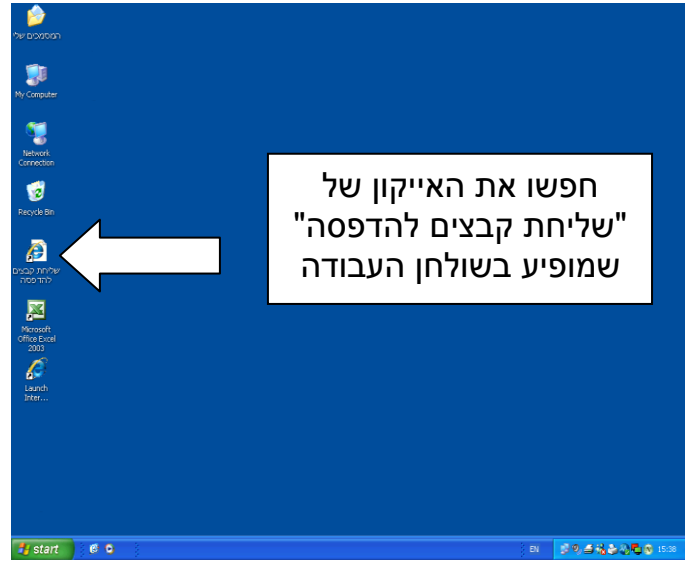 המסמכים שלי
My Computer
Network
Connection
Recycle Bin
שליחת קבצים
להדפסה
Microsoft
Office Excel
2003
Launch
Inter...
חפשו את האייקון של
"שליחת קבצים להדפסה"
שמופיע בשולחן העבודה
start
EN
15:38